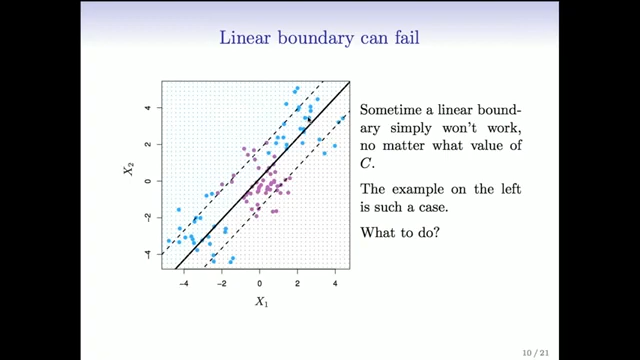 Linear boundary can fail
Sometime a linear bound-
ary simply won't work,
no matter what value of
C.
The example on the left
is such a case.
What to do?
X2
4
2
0
-2
-4
-4 -2 0 2 4
X1
10 / 21